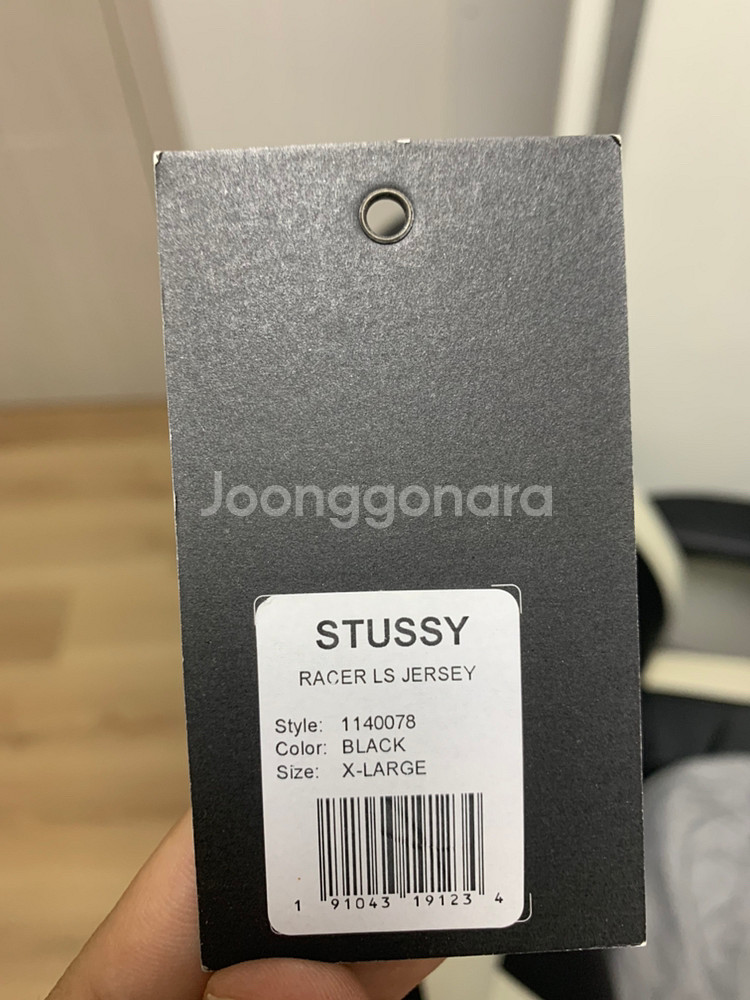 Joonggonara
STUSSY
RACER LS JERSEY
Style: 1140078
Color: BLACK
Size: X-LARGE
1 91043 19123 4